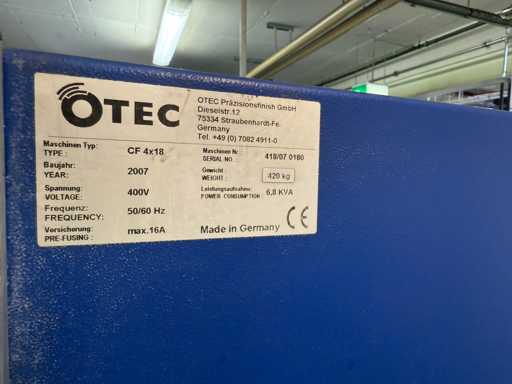 OTEC
OTEC Präzisionsfinish GmbH
Dieselstr.12
75334 Straubenhardt-Fe.
Germany
Tel. +49 (0) 7082 4911-0
Maschinen Typ:
TYPE :
CF 4x18
Maschinen Nr
SERIAL NO. :
418/07 0180
Baujahr:
YEAR:
2007
Gewicht
WEIGHT :
420 kg
Spannung:
VOLTAGE:
400V
Leistungsaufnahme:
POWER CONSUMPTION
6,8 KVA
Frequenz:
FREQUENCY:
50/60 Hz
Versicherung:
PRE-FUSING :
max.16A
Made in Germany
CE